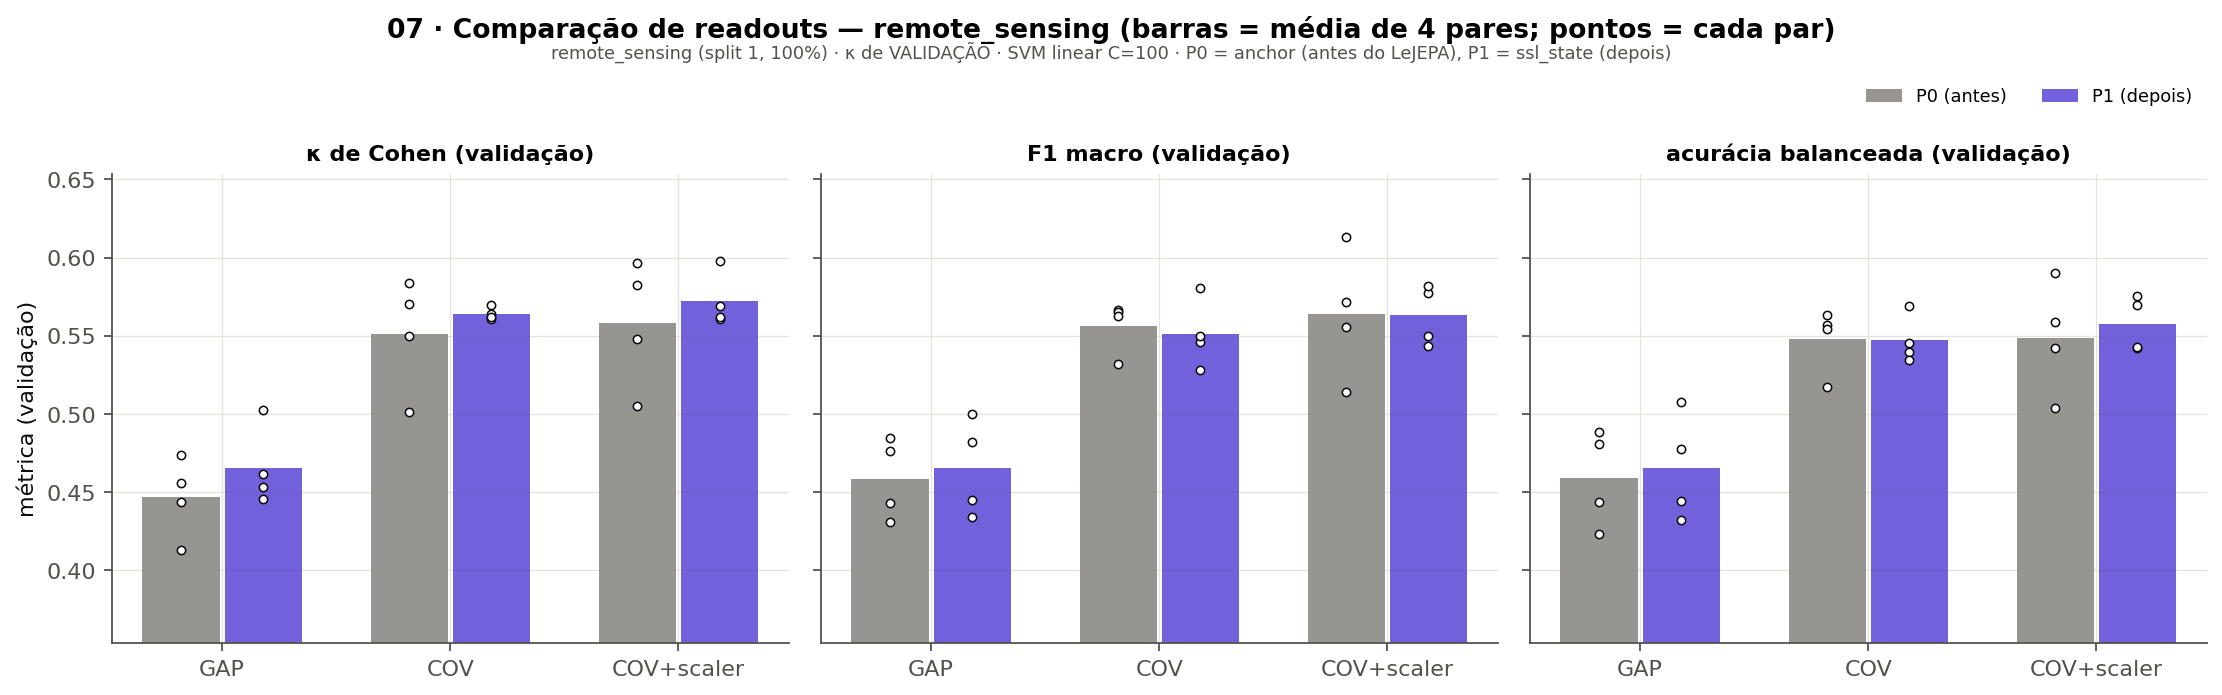 07 · Comparação de readouts — remote_sensing (barras = média de 4 pares; pontos = cada par)
remote_sensing (split 1, 100%) · κ de VALIDAÇÃO · SVM linear C=100 · P0 = anchor (antes do LeJEPA), P1 = ssl_state (depois)
P0 (antes) P1 (depois)
κ de Cohen (validação) F1 macro (validação) acurácia balanceada (validação)
métrica (validação)
0.65
0.60
0.55
0.50
0.45
0.40
GAP COV COV+scaler GAP COV COV+scaler GAP COV COV+scaler